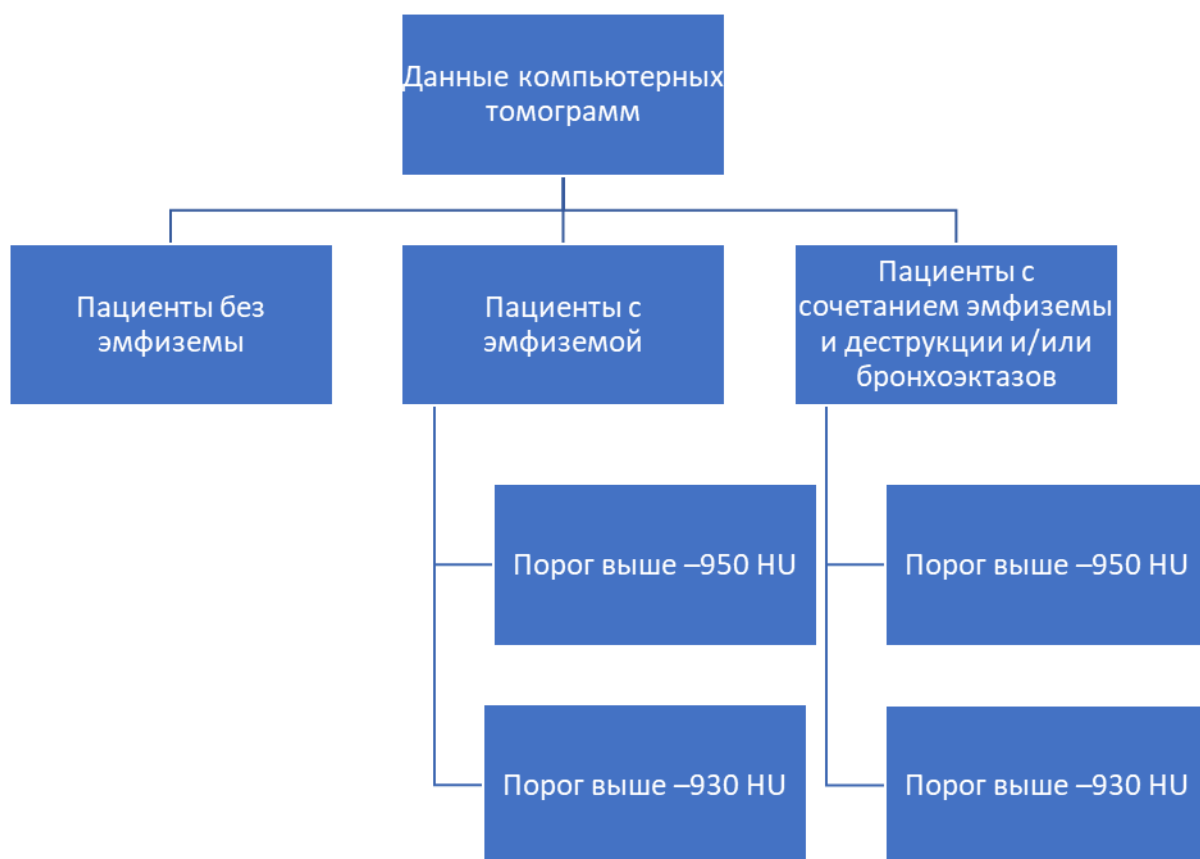 Данные компьютерных
томограмм
Пациенты без
эмфиземы
Пациенты с
эмфиземой
Пациенты с
сочетанием эмфиземы
и деструкции и/или
бронхоэктазов
Порог выше –950 HU
Порог выше –950 HU
Порог выше –930 HU
Порог выше –930 HU